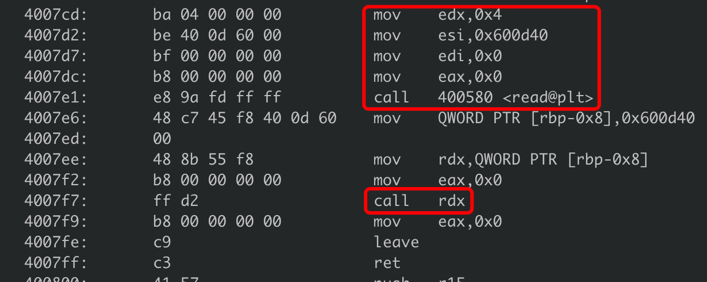 4007cd: ba 04 00 00 00 mov edx,0x4
4007d2: be 40 0d 60 00 mov esi,0x600d40
4007d7: bf 00 00 00 00 mov edi,0x0
4007dc: b8 00 00 00 00 mov eax,0x0
4007e1: e8 9a fd ff ff call 400580 <read@plt>
4007e6: 48 c7 45 f8 40 0d 60 mov QWORD PTR [rbp-0x8],0x600d40
4007ed: 00
4007ee: 48 8b 55 f8 mov rdx,QWORD PTR [rbp-0x8]
4007f2: b8 00 00 00 00 mov eax,0x0
4007f7: ff d2 call rdx
4007f9: b8 00 00 00 00 mov eax,0x0
4007fe: c9 leave
4007ff: c3 ret
400800: 41 57 push r15